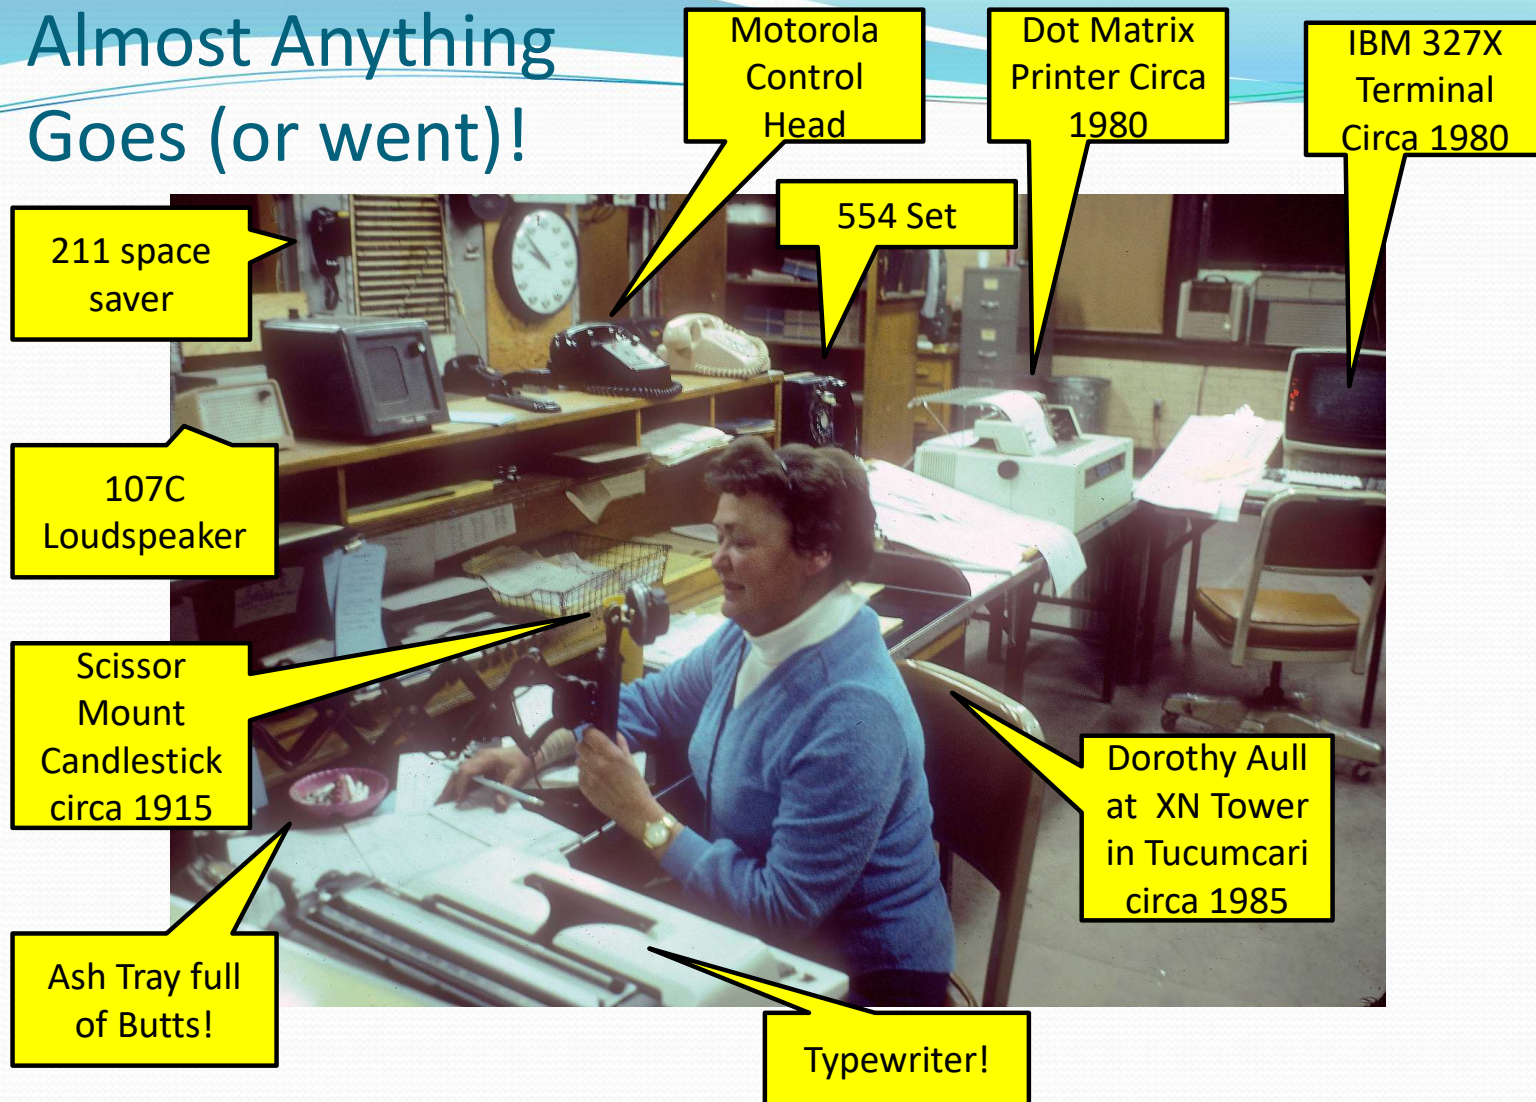 Almost Anything
Goes (or went)!
Motorola
Control
Head
Dot Matrix
Printer Circa
1980
IBM 327X
Terminal
Circa 1980
211 space
saver
554 Set
107C
Loudspeaker
Scissor
Mount
Candlestick
circa 1915
Dorothy Aull
at XN Tower
in Tucumcari
circa 1985
Ash Tray full
of Butts!
Typewriter!